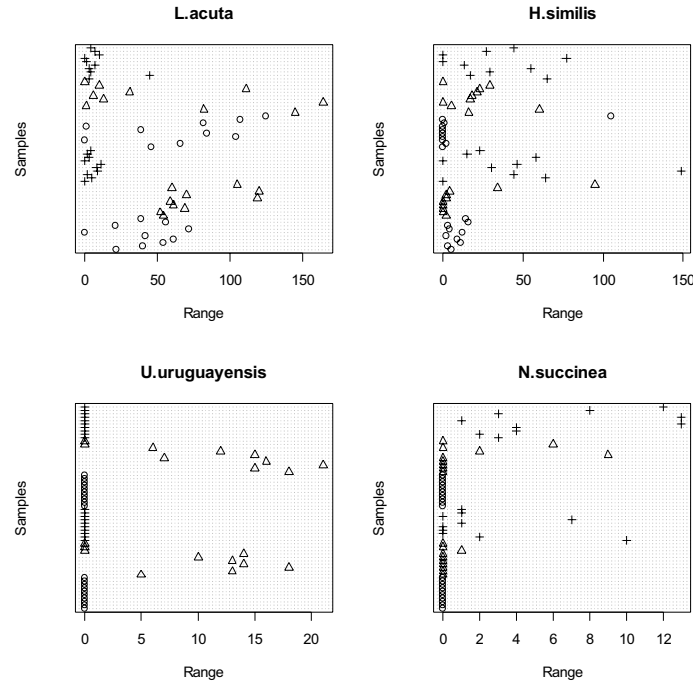 L.acuta
H.similis
Samples
Samples
0 50 100 150
0 50 100 150
Range
Range
U.uruguayensis
N.succinea
Samples
Samples
0 5 10 15 20
0 2 4 6 8 10 12
Range
Range